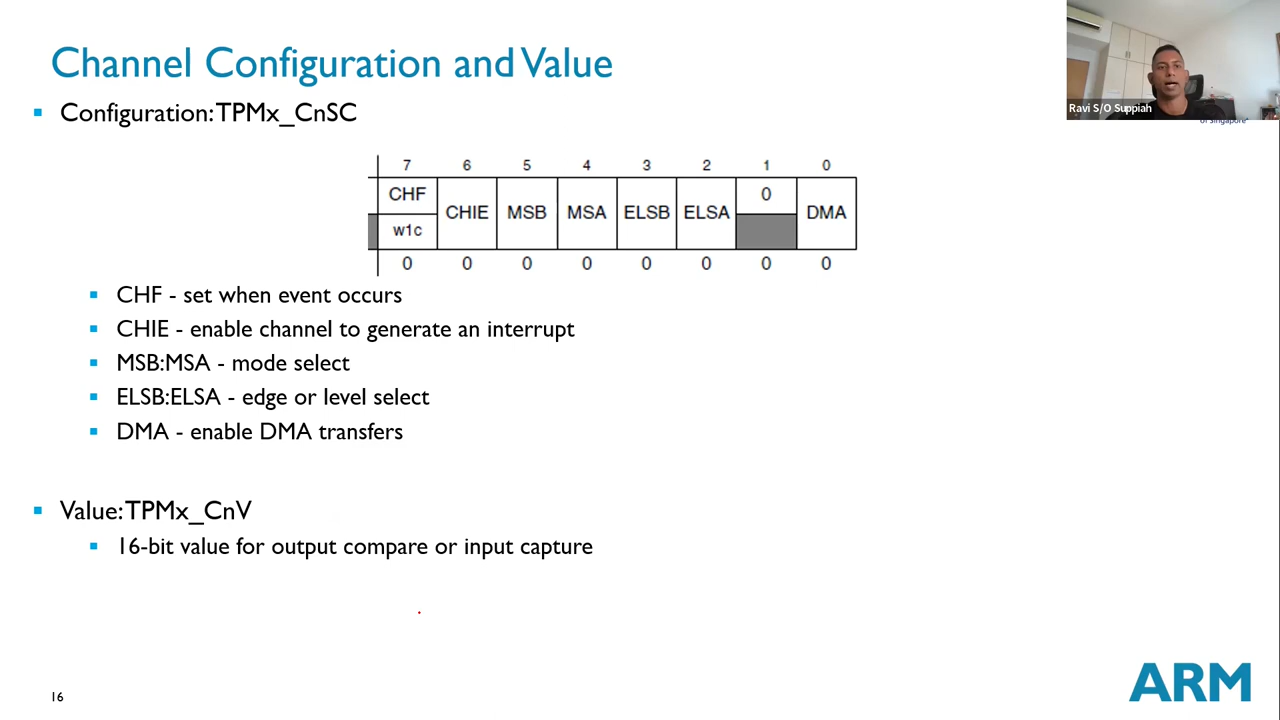 Channel Configuration and Value
Ravi S/O Suppiah
of Singapore
Configuration: TPMx_CnSC
7 6 5 4 3 2 1 0
CHF CHIE MSB MSA ELSB ELSA 0 DMA
w1c
0 0 0 0 0 0 0 0
CHF - set when event occurs
CHIE - enable channel to generate an interrupt
MSB:MSA - mode select
ELSB:ELSA - edge or level select
DMA - enable DMA transfers
Value: TPMx_CnV
16-bit value for output compare or input capture
16
ARM